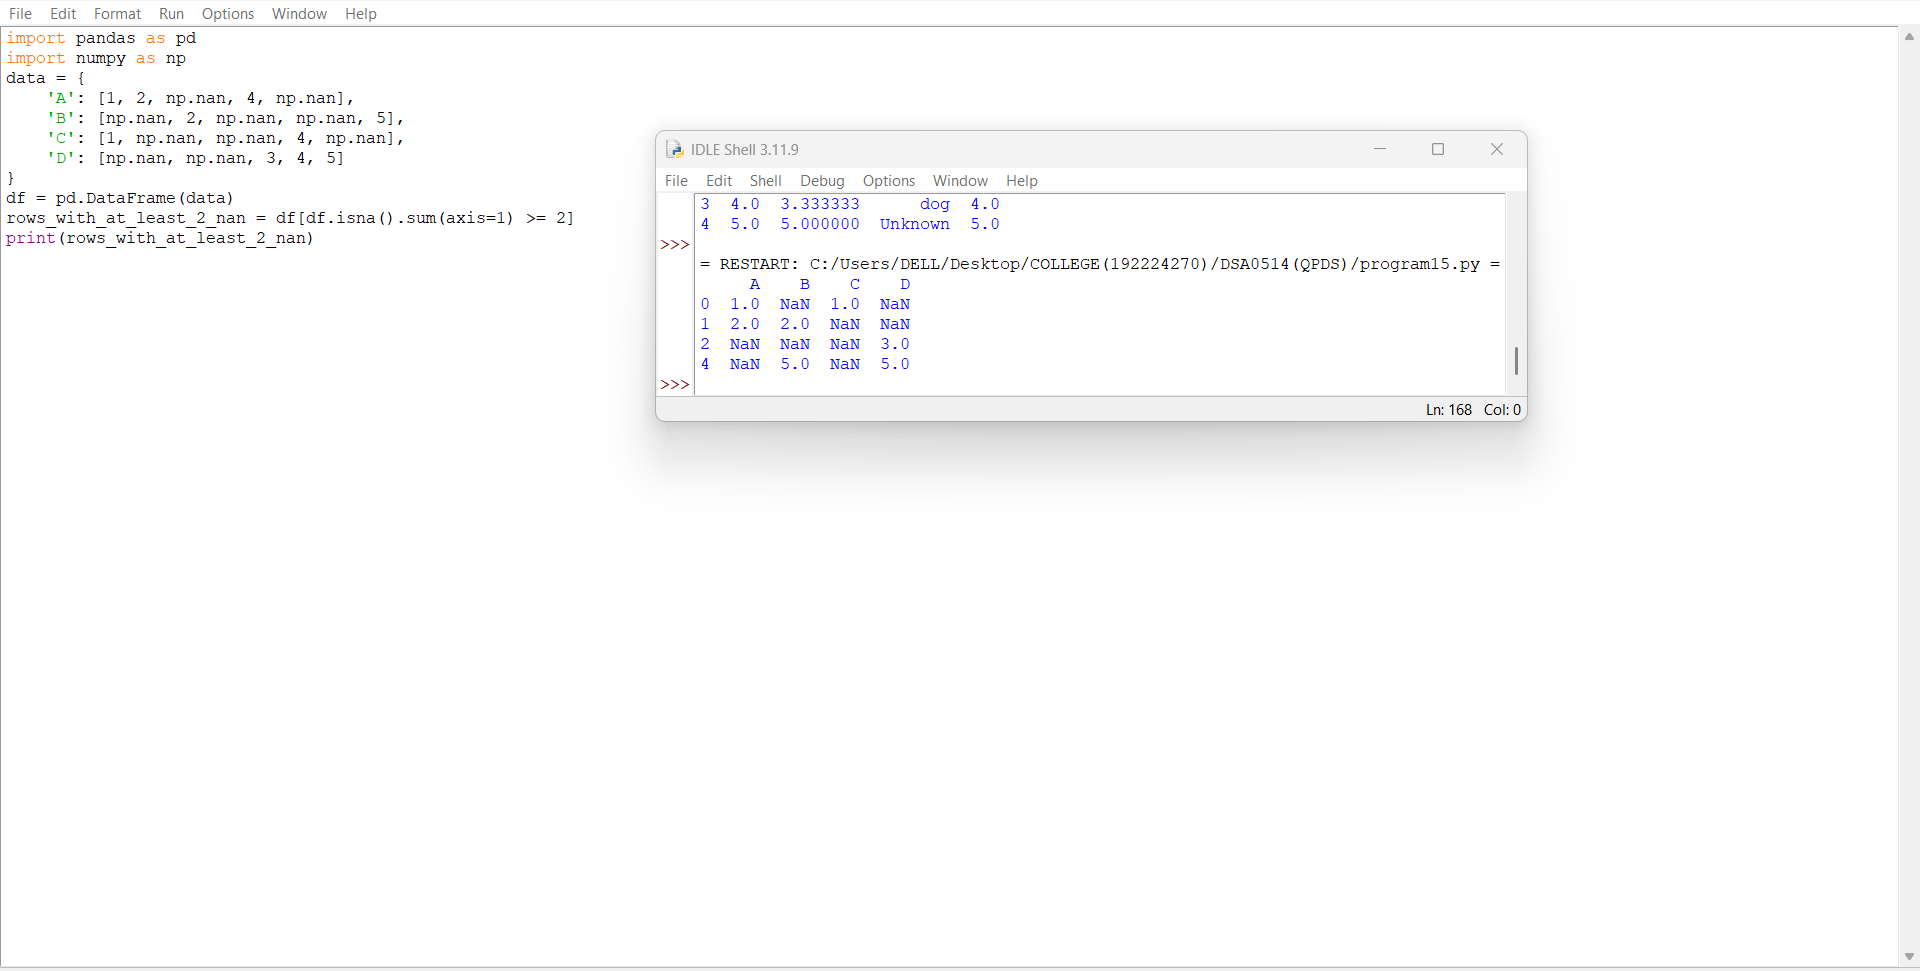 File Edit Format Run Options Window Help
import pandas as pd
import numpy as np
data = {
    'A': [1, 2, np.nan, 4, np.nan],
    'B': [np.nan, 2, np.nan, np.nan, 5],
    'C': [1, np.nan, np.nan, 4, np.nan],
    'D': [np.nan, np.nan, 3, 4, 5]
}
df = pd.DataFrame(data)
rows_with_at_least_2_nan = df[df.isna().sum(axis=1) >= 2]
print(rows_with_at_least_2_nan)
IDLE Shell 3.11.9
File Edit Shell Debug Options Window Help
3  4.0  3.333333      dog  4.0
4  5.0  5.000000  Unknown  5.0
>>>
= RESTART: C:/Users/DELL/Desktop/COLLEGE(192224270)/DSA0514(QPDS)/program15.py =
     A    B    C    D
0  1.0  NaN  1.0  NaN
1  2.0  2.0  NaN  NaN
2  NaN  NaN  NaN  3.0
4  NaN  5.0  NaN  5.0
>>>
Ln: 168 Col: 0